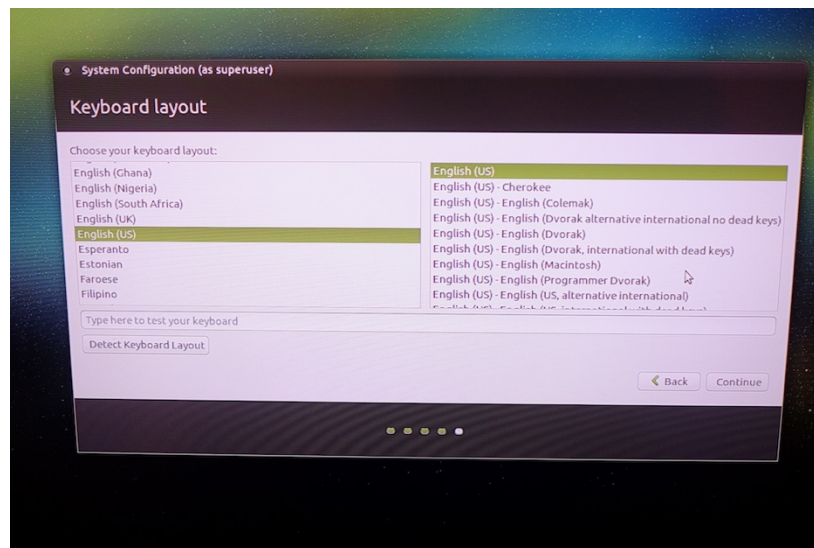 System Configuration (as superuser)
Keyboard layout
Choose your keyboard layout:
English (Ghana)
English (Nigeria)
English (South Africa)
English (UK)
English (US)
Esperanto
Estonian
Faroese
Filipino
English (US)
English (US) - Cherokee
English (US) - English (Colemak)
English (US) - English (Dvorak alternative international no dead keys)
English (US) - English (Dvorak)
English (US) - English (Dvorak, international with dead keys)
English (US) - English (Macintosh)
English (US) - English (Programmer Dvorak)
English (US) - English (US, alternative international)
Type here to test your keyboard
Detect Keyboard Layout
Back
Continue